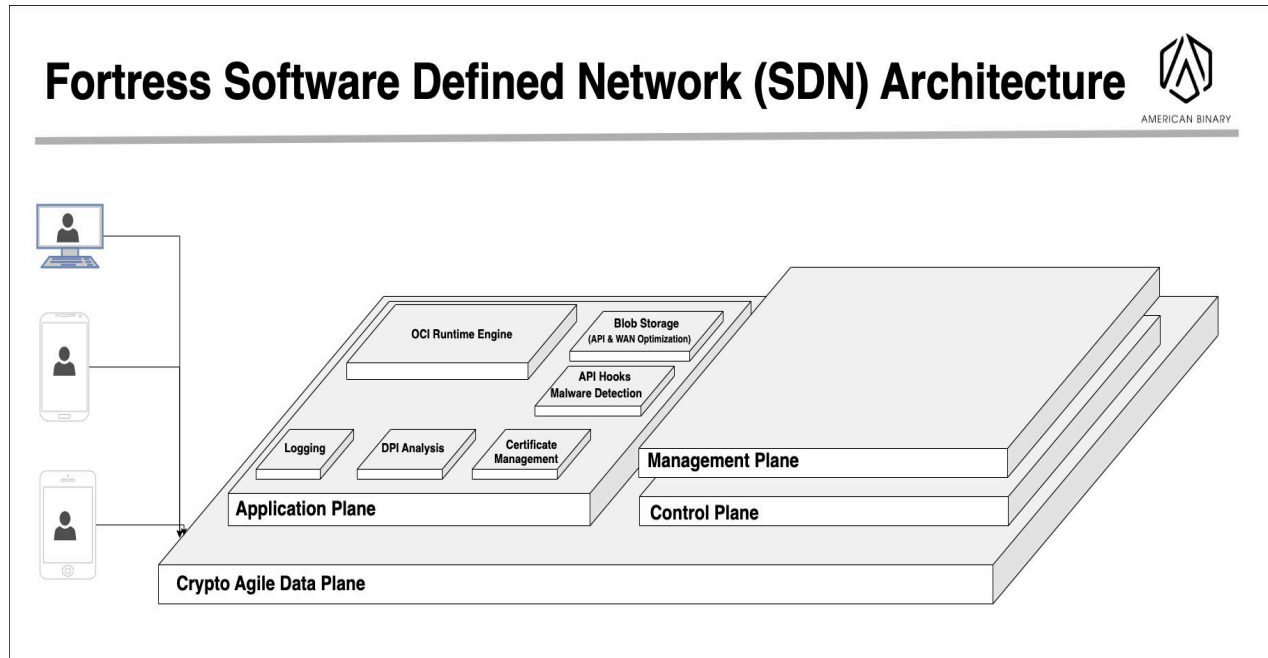 Fortress Software Defined Network (SDN) Architecture
AMERICAN BINARY
OCI Runtime Engine
Blob Storage
(API & WAN Optimization)
API Hooks
Malware Detection
Logging
DPI Analysis
Certificate
Management
Management Plane
Application Plane
Control Plane
Crypto Agile Data Plane